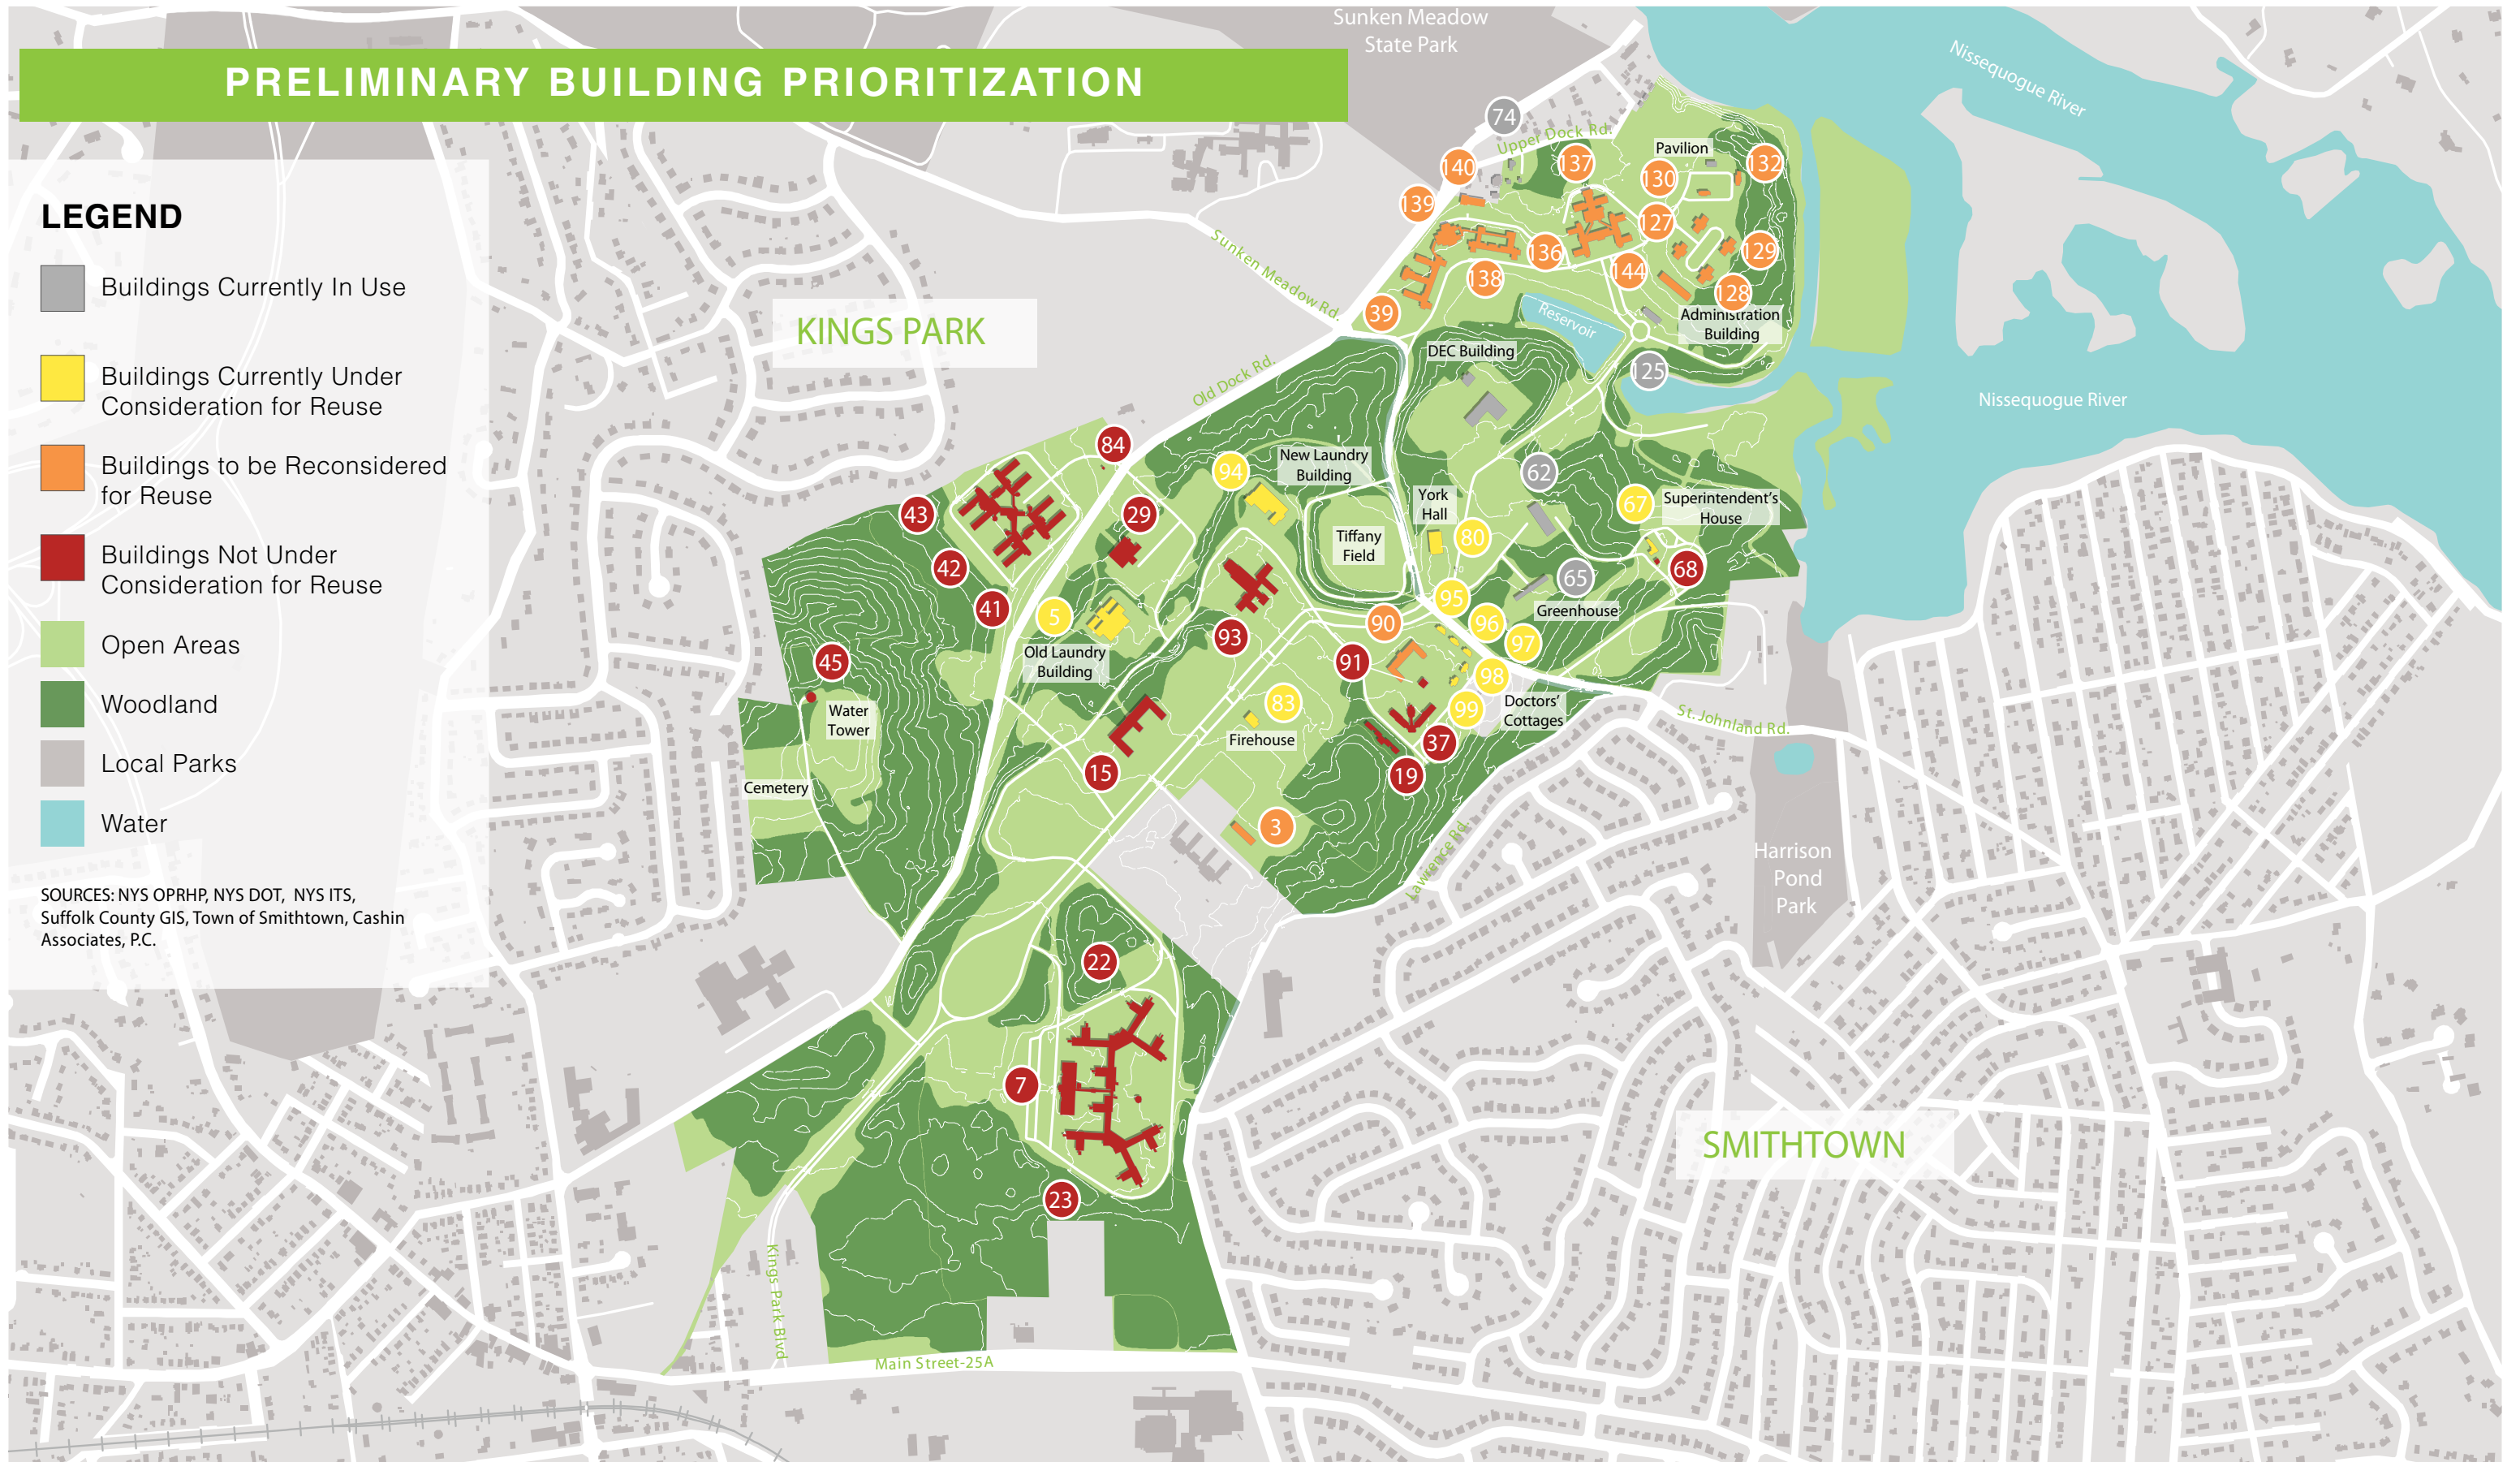 PRELIMINARY BUILDING PRIORITIZATION
LEGEND
Buildings Currently In Use
Buildings Currently Under
Consideration for Reuse
Buildings to be Reconsidered
for Reuse
Buildings Not Under
Consideration for Reuse
Open Areas
Woodland
Local Parks
Water
SOURCES: NYS OPRHP, NYS DOT, NYS ITS,
Suffolk County GIS, Town of Smithtown, Cashin
Associates, P.C.
Sunken Meadow
State Park
Nissequogue River
74
Upper Dock Rd.
140
137
Pavilion
130
132
139
127
Sunken Meadow Rd.
136
129
138
144
128
39
Reservoir
Administration
Building
KINGS PARK
DEC Building
125
Old Dock Rd.
Nissequogue River
84
94
New Laundry
Building
62
York
Hall
67
Superintendent's
House
43
29
Tiffany
Field
80
42
68
65
41
5
95
Greenhouse
90
96
93
97
45
Old Laundry
Building
91
98
83
99
Doctors'
Cottages
Water
Tower
St. Johnland Rd.
Firehouse
37
15
19
Cemetery
3
Lawrence Rd.
Harrison
Pond
Park
22
7
SMITHTOWN
23
Kings Park Blvd
Main Street-25A